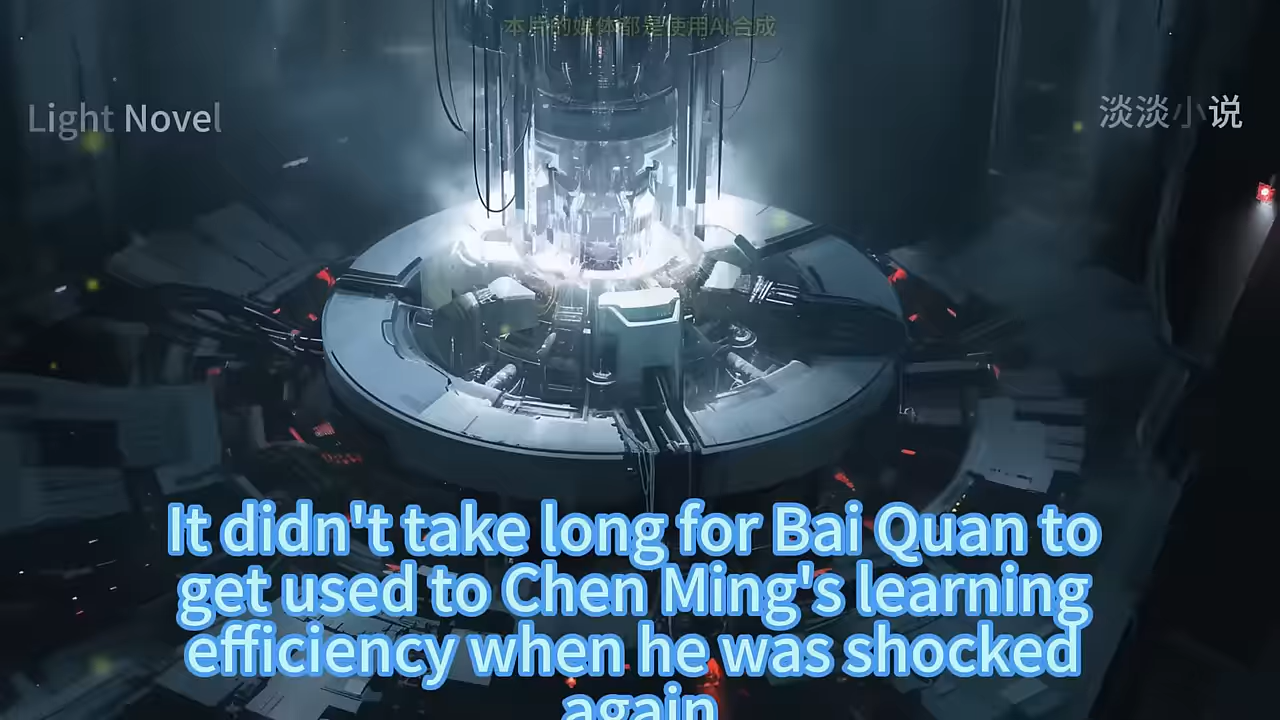 本片的媒体都是使用AI合成
Light Novel
淡淡小说
It didn't take long for Bai Quan to
get used to Chen Ming's learning
efficiency when he was shocked
again